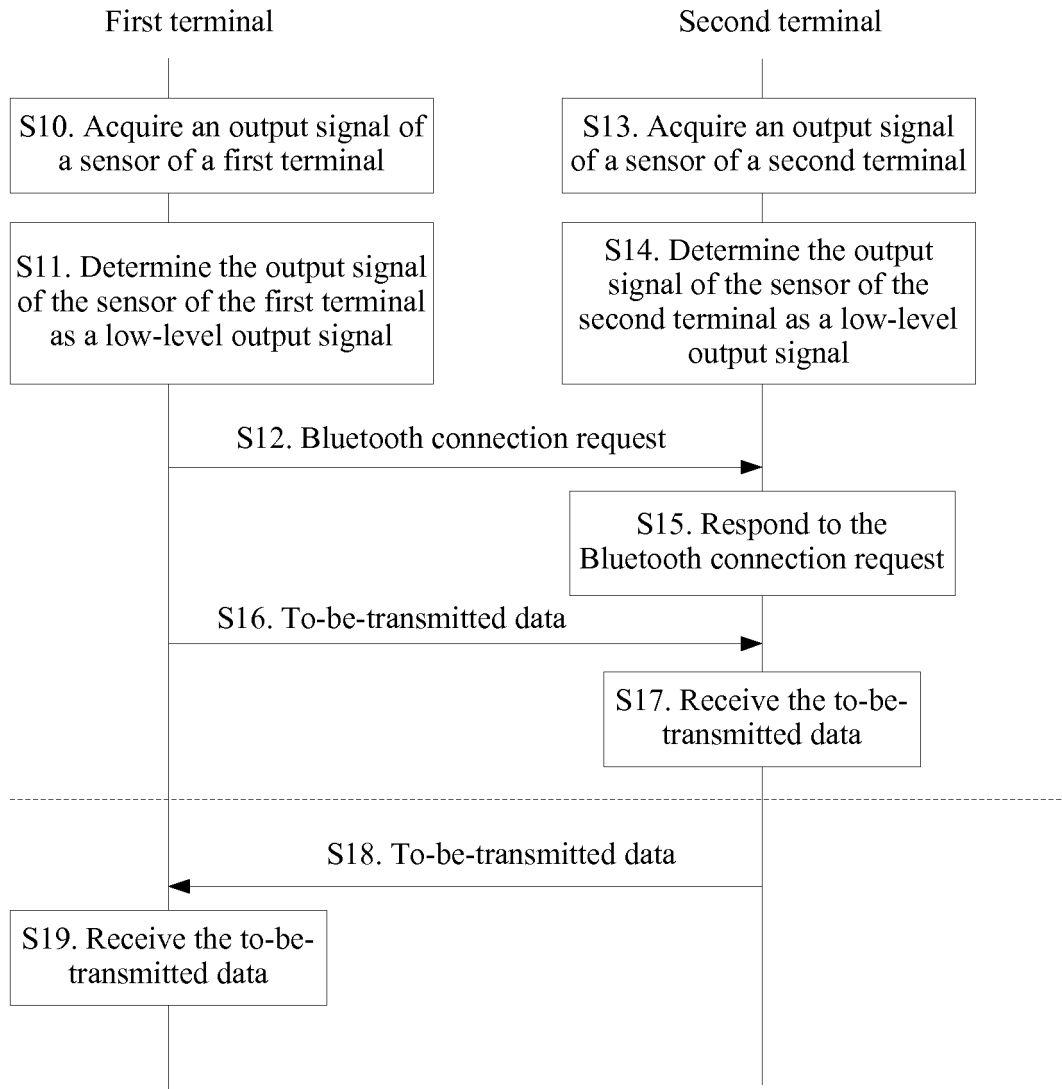 First terminal
Second terminal
S10. Acquire an output signal of
a sensor of a first terminal
S13. Acquire an output signal
of a sensor of a second terminal
S11. Determine the output signal
of the sensor of the first terminal
as a low-level output signal
S14. Determine the output
signal of the sensor of the
second terminal as a low-level
output signal
S12. Bluetooth connection request
S15. Respond to the
Bluetooth connection request
S16. To-be-transmitted data
S17. Receive the to-be-
transmitted data
S18. To-be-transmitted data
S19. Receive the to-be-
transmitted data